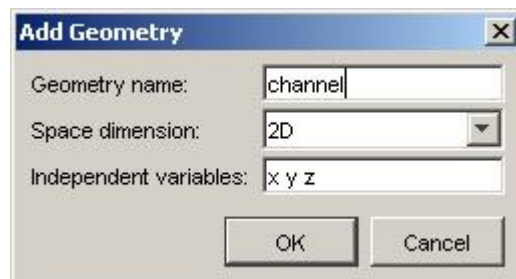 Add Geometry
Geometry name: channel
Space dimension: 2D
Independent variables: x y z
OK Cancel